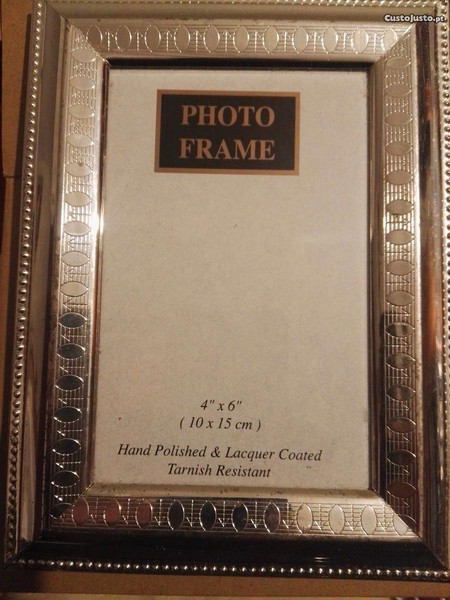 CustoJusto.pt
PHOTO
FRAME
4" x 6"
( 10 x 15 cm )
Hand Polished & Lacquer Coated
Tarnish Resistant